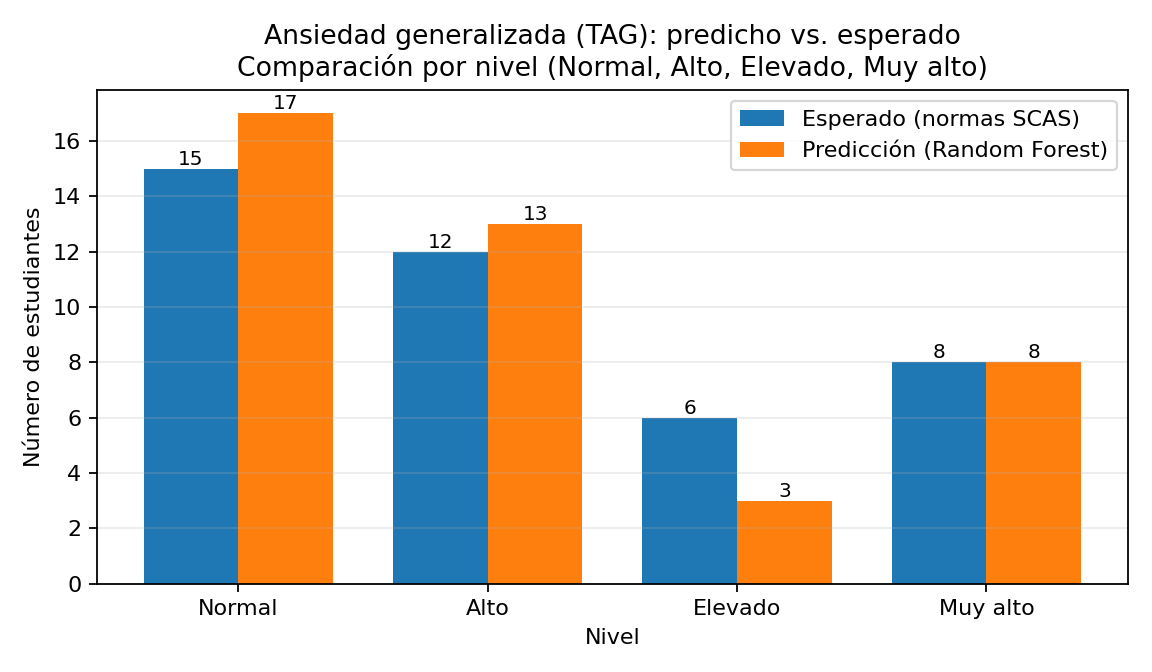 Ansiedad generalizada (TAG): predicho vs. esperado
Comparación por nivel (Normal, Alto, Elevado, Muy alto)
Esperado (normas SCAS)
Predicción (Random Forest)
Número de estudiantes
16
14
12
10
8
6
4
2
0
15
17
12
13
6
3
8
8
Normal
Alto
Elevado
Muy alto
Nivel